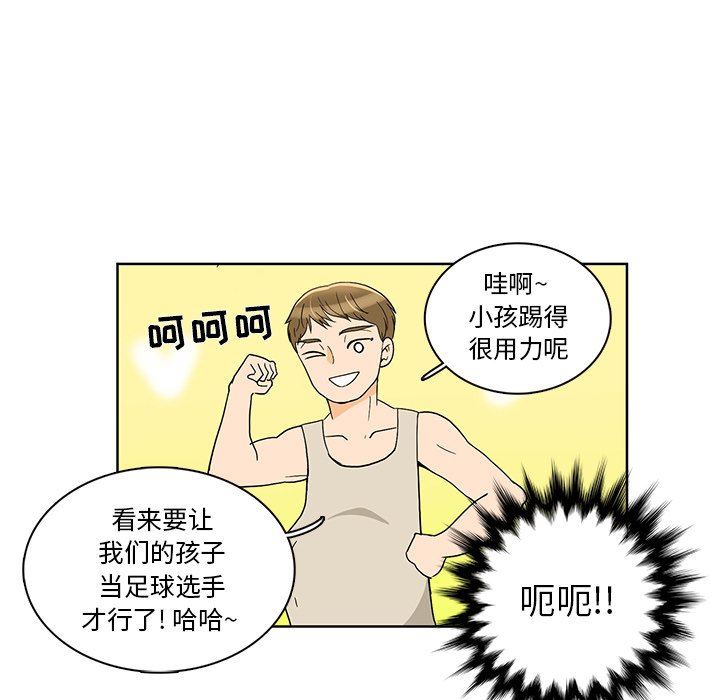 哇啊~
小孩踢得
很用力呢
呵呵呵
看来要让
我们的孩子
当足球选手
才行了! 哈哈~
呃呃!!